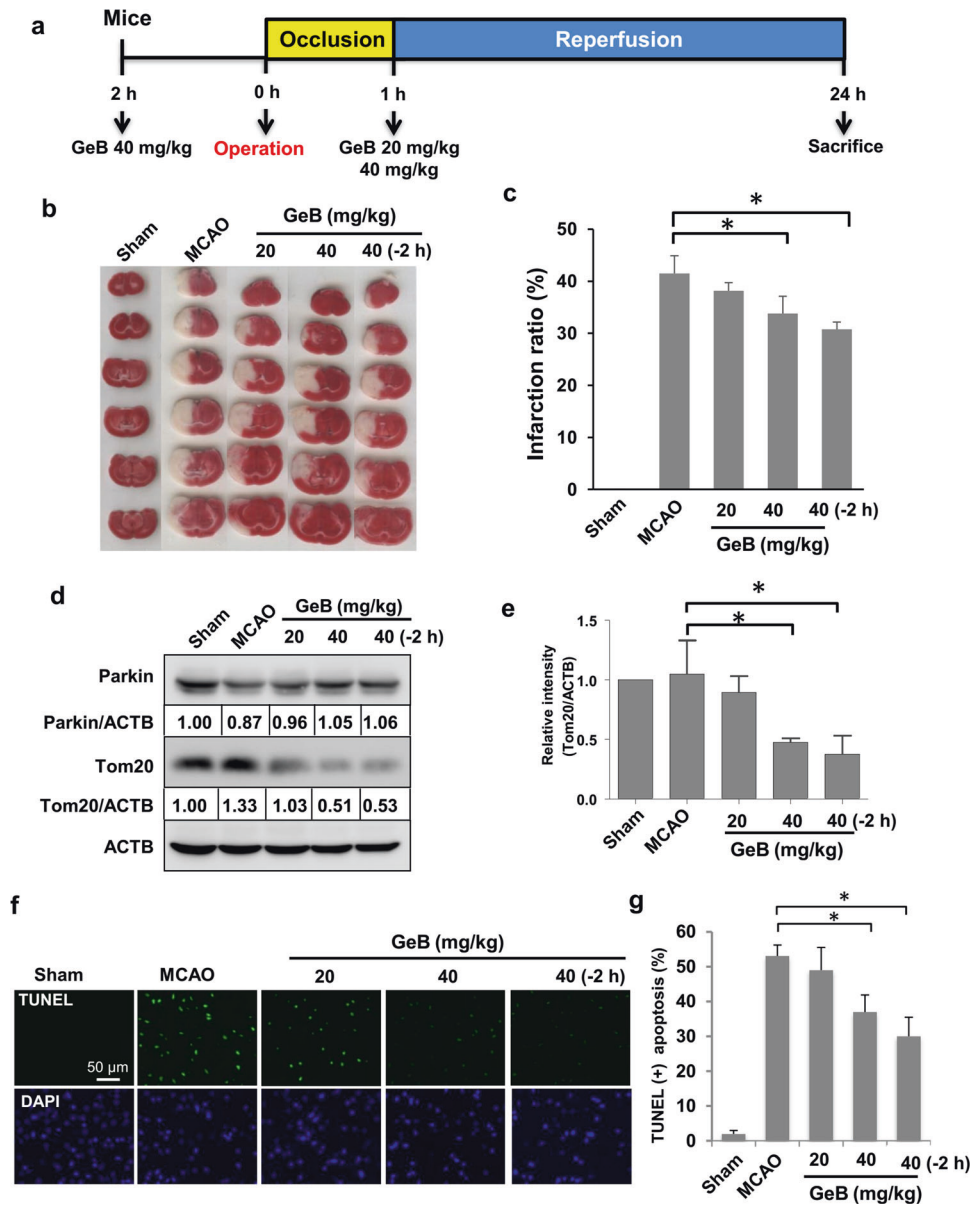 a
Mice
Occlusion
Reperfusion
2 h
0 h
1 h
24 h
GeB 40 mg/kg
Operation
GeB 20 mg/kg
40 mg/kg
Sacrifice
b
GeB (mg/kg)
Sham
MCAO
20
40
40 (-2 h)
c
Infarction ratio (%)
50
40
30
20
10
0
*
*
Sham
MCAO
20
40
40 (-2 h)
GeB (mg/kg)
d
GeB (mg/kg)
Sham
MCAO
20
40
40 (-2 h)
Parkin
Parkin/ACTB 1.00 0.87 0.96 1.05 1.06
Tom20
Tom20/ACTB 1.00 1.33 1.03 0.51 0.53
ACTB
e
Relative intensity
(Tom20/ACTB)
1.5
1.0
0.5
0.0
*
*
Sham
MCAO
20
40
40 (-2 h)
GeB (mg/kg)
f
GeB (mg/kg)
Sham
MCAO
20
40
40 (-2 h)
TUNEL
50 µm
DAPI
g
TUNEL (+) apoptosis (%)
60
50
40
30
20
10
0
*
*
Sham
MCAO
20
40
40 (-2 h)
GeB (mg/kg)